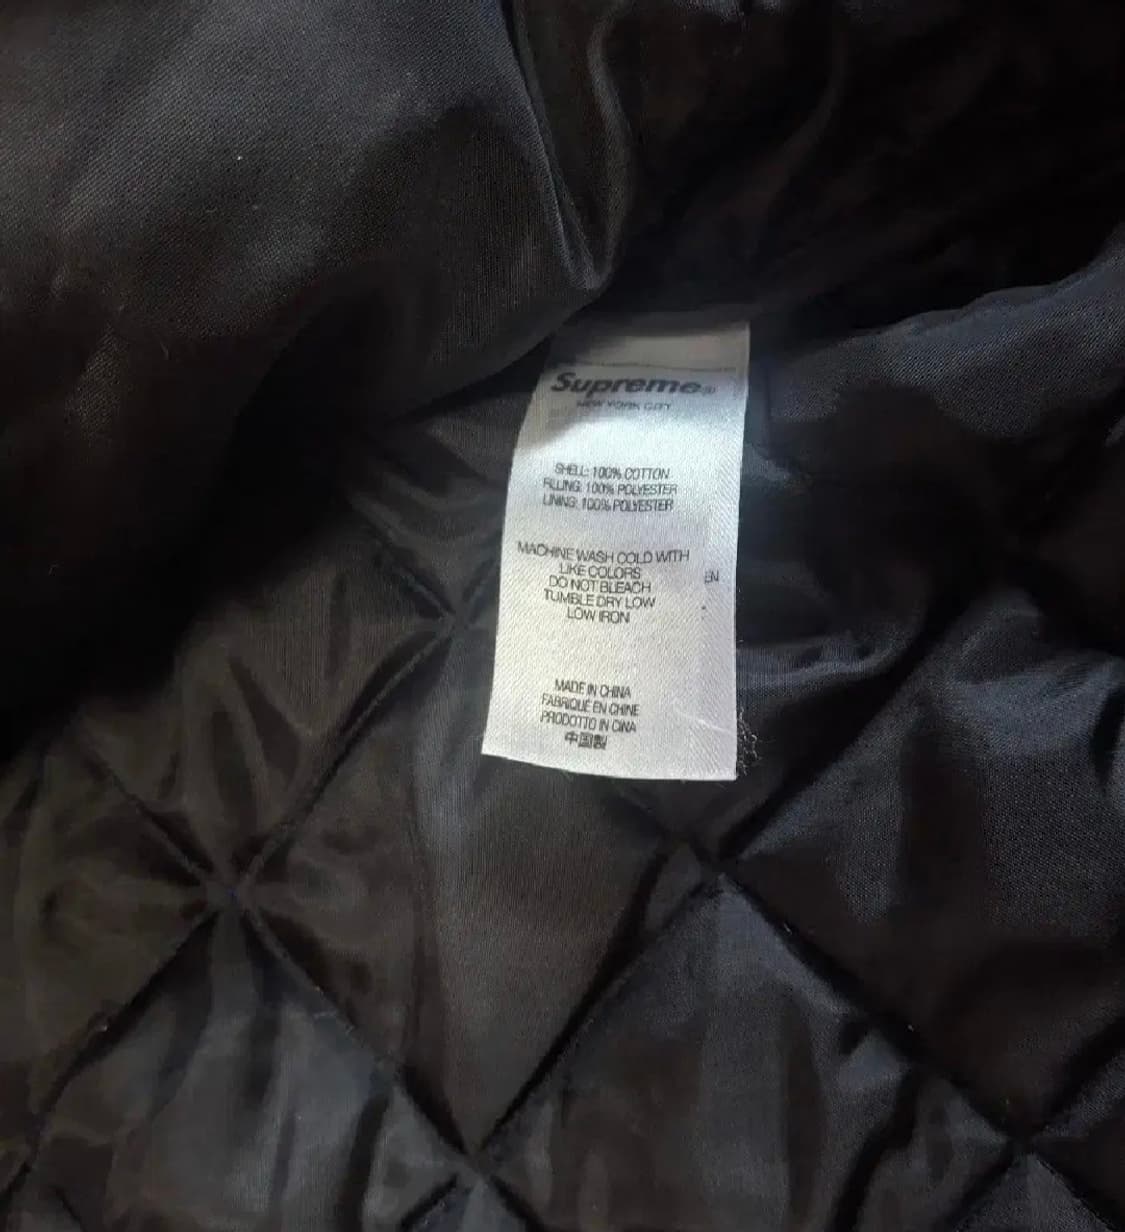 Supreme®
NEW YORK CITY
SHELL: 100% COTTON
FILLING: 100% POLYESTER
LINING: 100% POLYESTER
MACHINE WASH COLD WITH
LIKE COLORS
DO NOT BLEACH
TUMBLE DRY LOW
LOW IRON
EN
MADE IN CHINA
FABRIQUÉ EN CHINE
PRODOTTO IN CINA
中国製